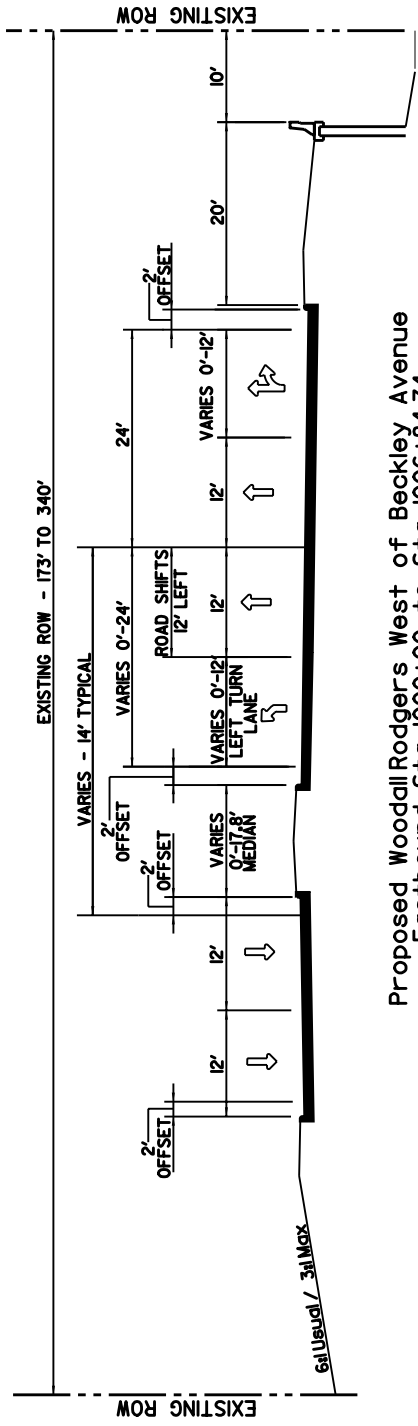 EXISTING ROW - 173' TO 340'
EXISTING ROW
EXISTING ROW
VARIES - 14' TYPICAL
VARIES 0'-24'
24'
2'
OFFSET
2'
OFFSET
2'
OFFSET
ROAD SHIFTS
12' LEFT
2'
OFFSET
12'
12'
VARIES
0'-17.8'
MEDIAN
VARIES 0'-12'
LEFT TURN
LANE
12'
12'
VARIES 0'-12'
20'
10'
6:1 Usual / 3:1 Max
Proposed Woodall Rodgers West of Beckley Avenue